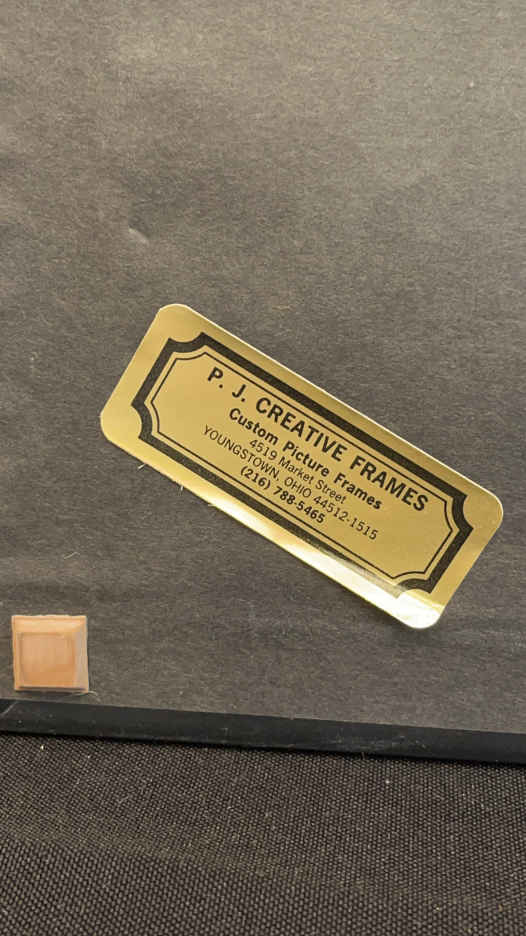 P. J. CREATIVE FRAMES
Custom Picture Frames
4519 Market Street
YOUNGSTOWN, OHIO 44512-1515
(216) 788-5465